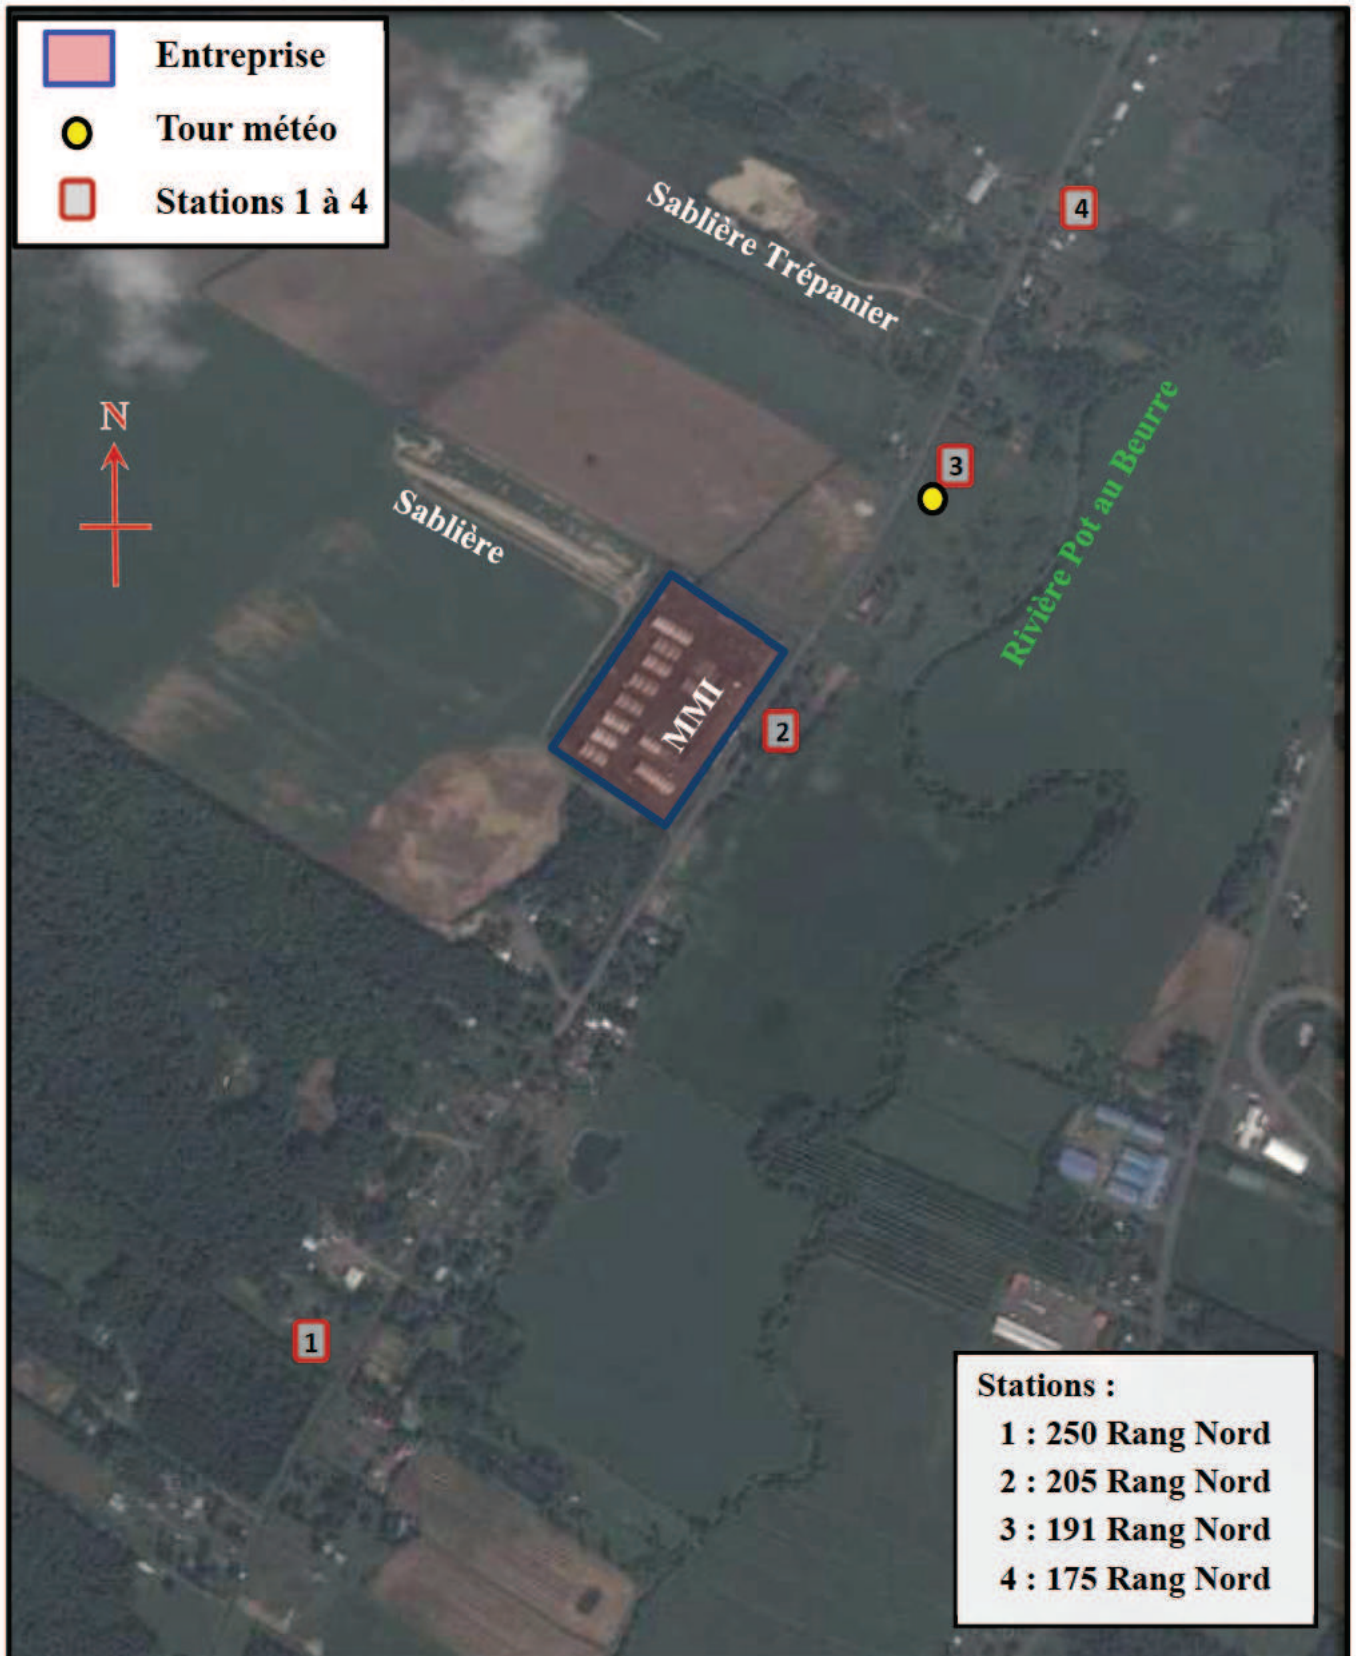 Entreprise
Tour météo
Stations 1 à 4
Sablière Trépanier
4
N
3
Sablière
Rivière Pot au Beurre
MMI
2
1
Stations :
1 : 250 Rang Nord
2 : 205 Rang Nord
3 : 191 Rang Nord
4 : 175 Rang Nord